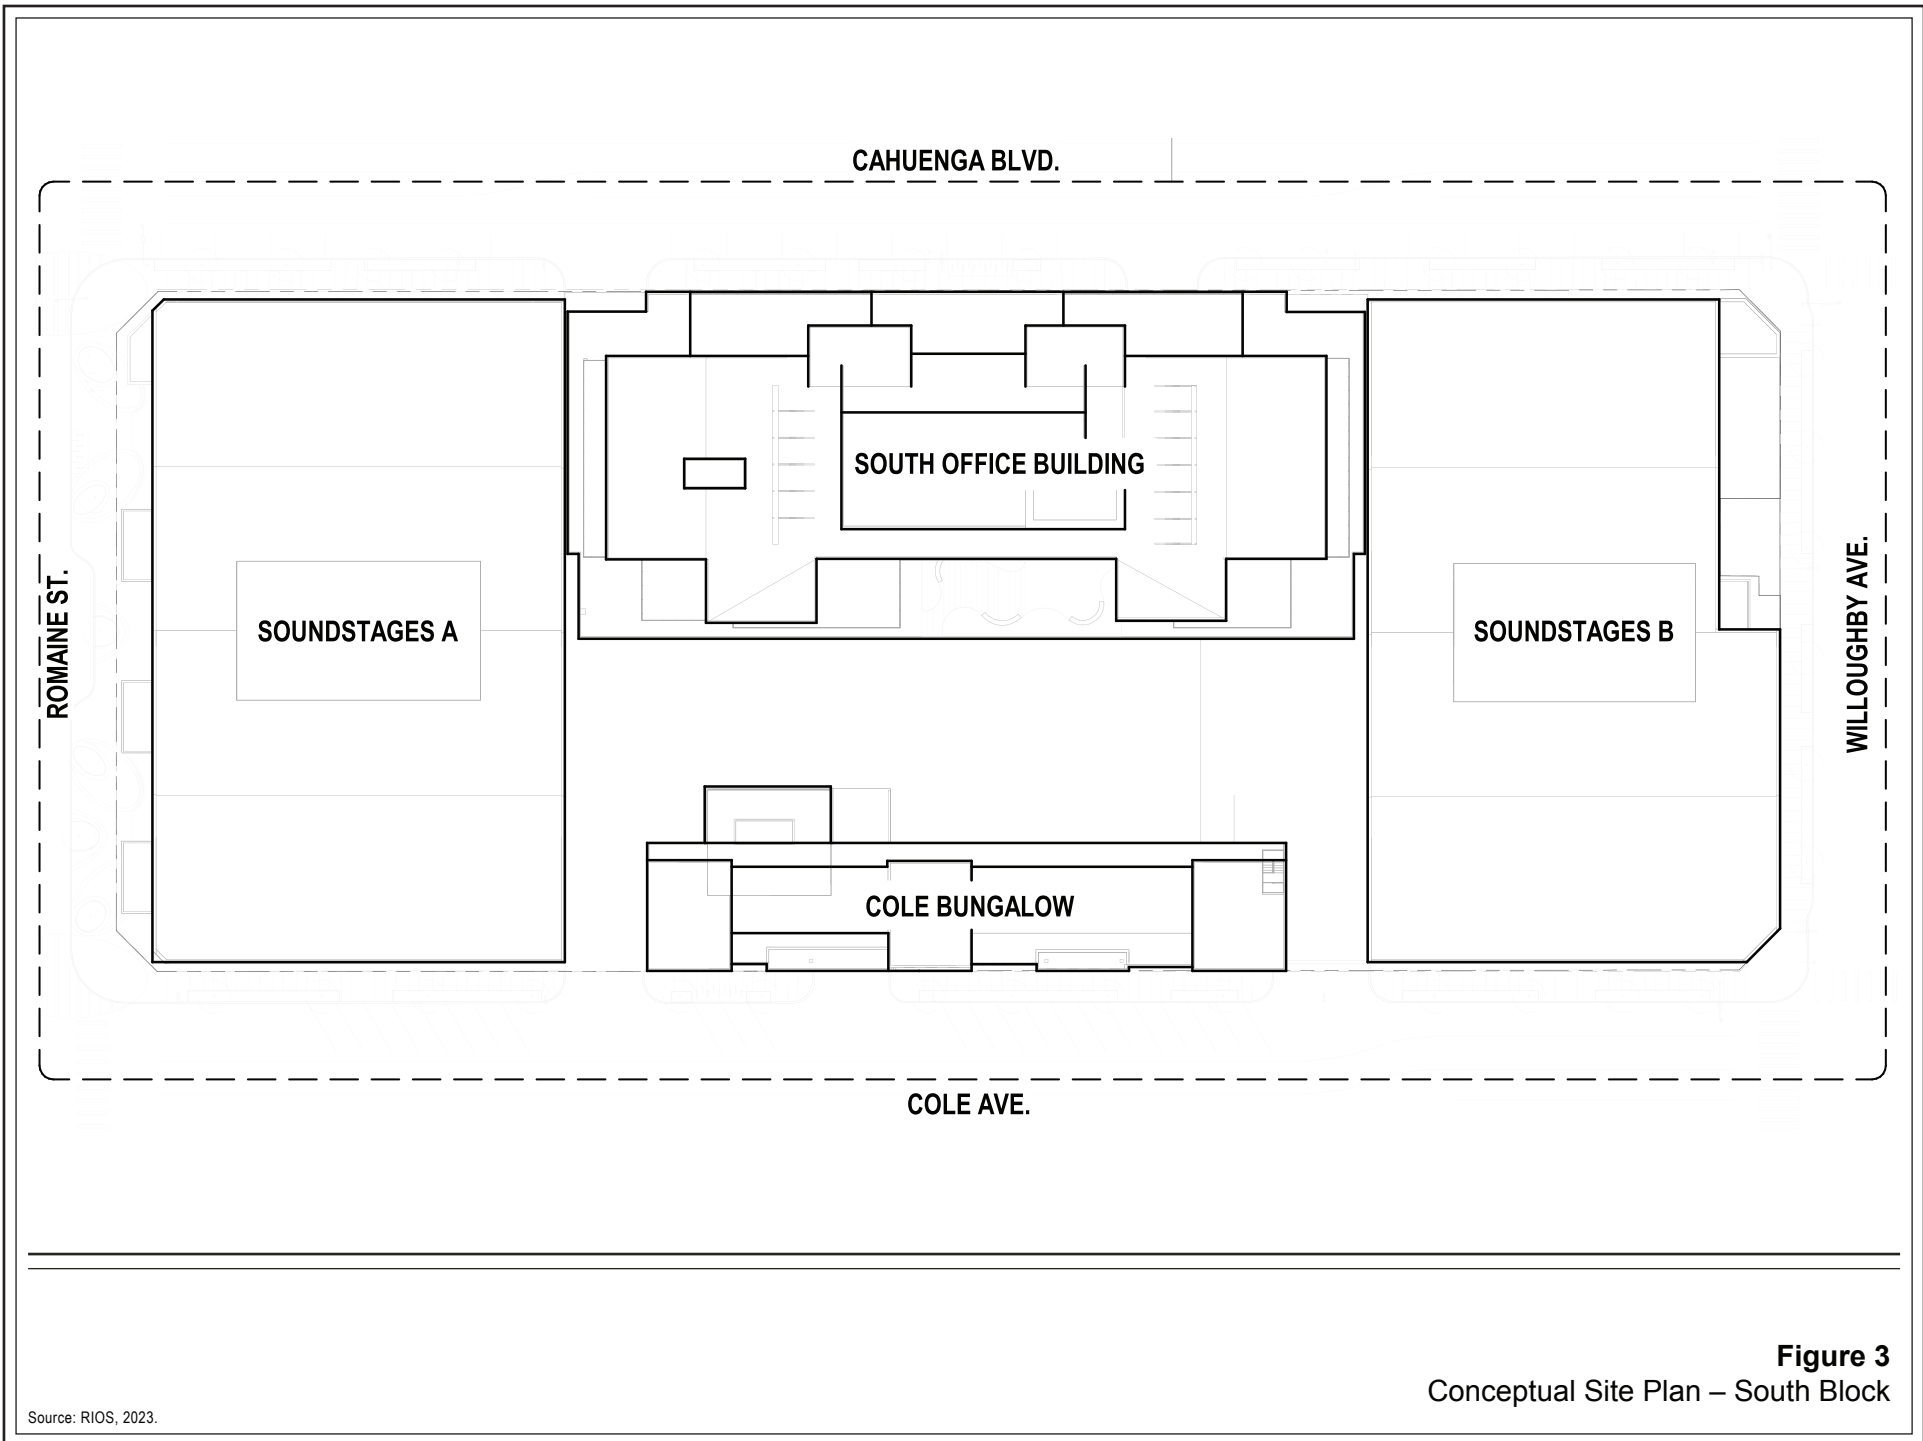 CAHUENGA BLVD.
SOUTH OFFICE BUILDING
ROMAINE ST.
SOUNDSTAGES A
SOUNDSTAGES B
WILLOUGHBY AVE.
COLE BUNGALOW
COLE AVE.
Figure 3
Conceptual Site Plan – South Block
Source: RIOS, 2023.